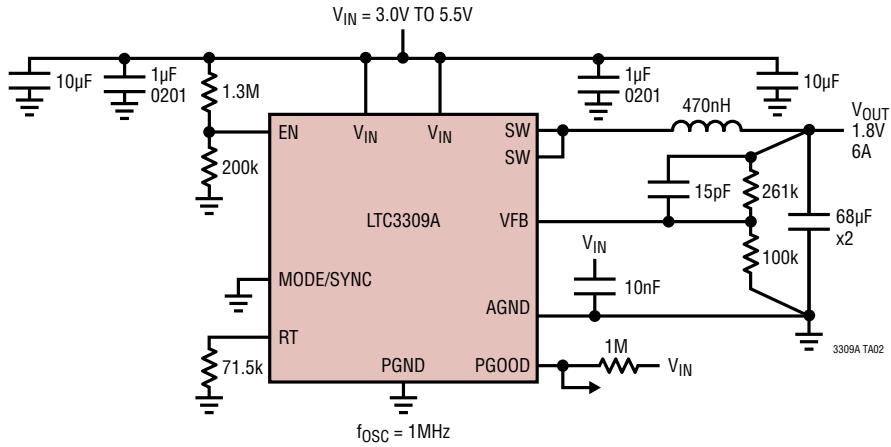 VIN = 3.0V TO 5.5V
10µF
1µF
0201
1.3M
1µF
0201
10µF
470nH
VOUT
1.8V
6A
EN
VIN
VIN
SW
SW
200k
15pF
261k
LTC3309A
VFB
68µF
x2
VIN
100k
MODE/SYNC
10nF
AGND
RT
1M
3309A TA02
71.5k
PGND
PGOOD
VIN
fOSC = 1MHz